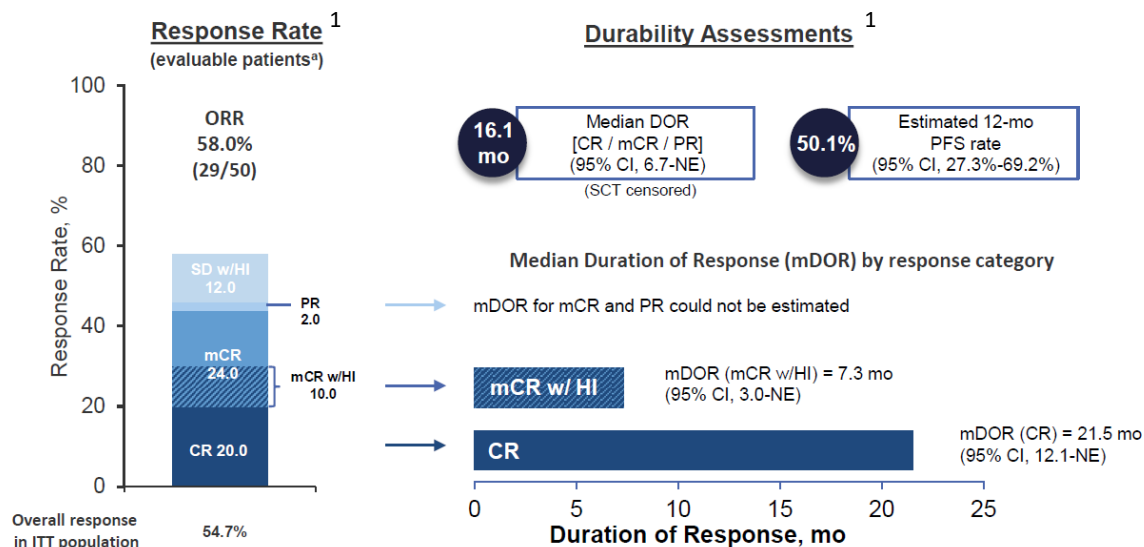 Response Rate 1
(evaluable patientsᵃ)
100
80
60
40
20
0
Response Rate, %
ORR
58.0%
(29/50)
SD w/HI
12.0
PR
2.0
mCR
24.0
mCR w/HI
10.0
CR 20.0
Overall response
in ITT population
54.7%
Durability Assessments 1
16.1
mo
Median DOR
[CR / mCR / PR]
(95% CI, 6.7-NE)
(SCT censored)
50.1%
Estimated 12-mo
PFS rate
(95% CI, 27.3%-69.2%)
Median Duration of Response (mDOR) by response category
mDOR for mCR and PR could not be estimated
mCR w/ HI
mDOR (mCR w/HI) = 7.3 mo
(95% CI, 3.0-NE)
CR
mDOR (CR) = 21.5 mo
(95% CI, 12.1-NE)
0 5 10 15 20 25
Duration of Response, mo